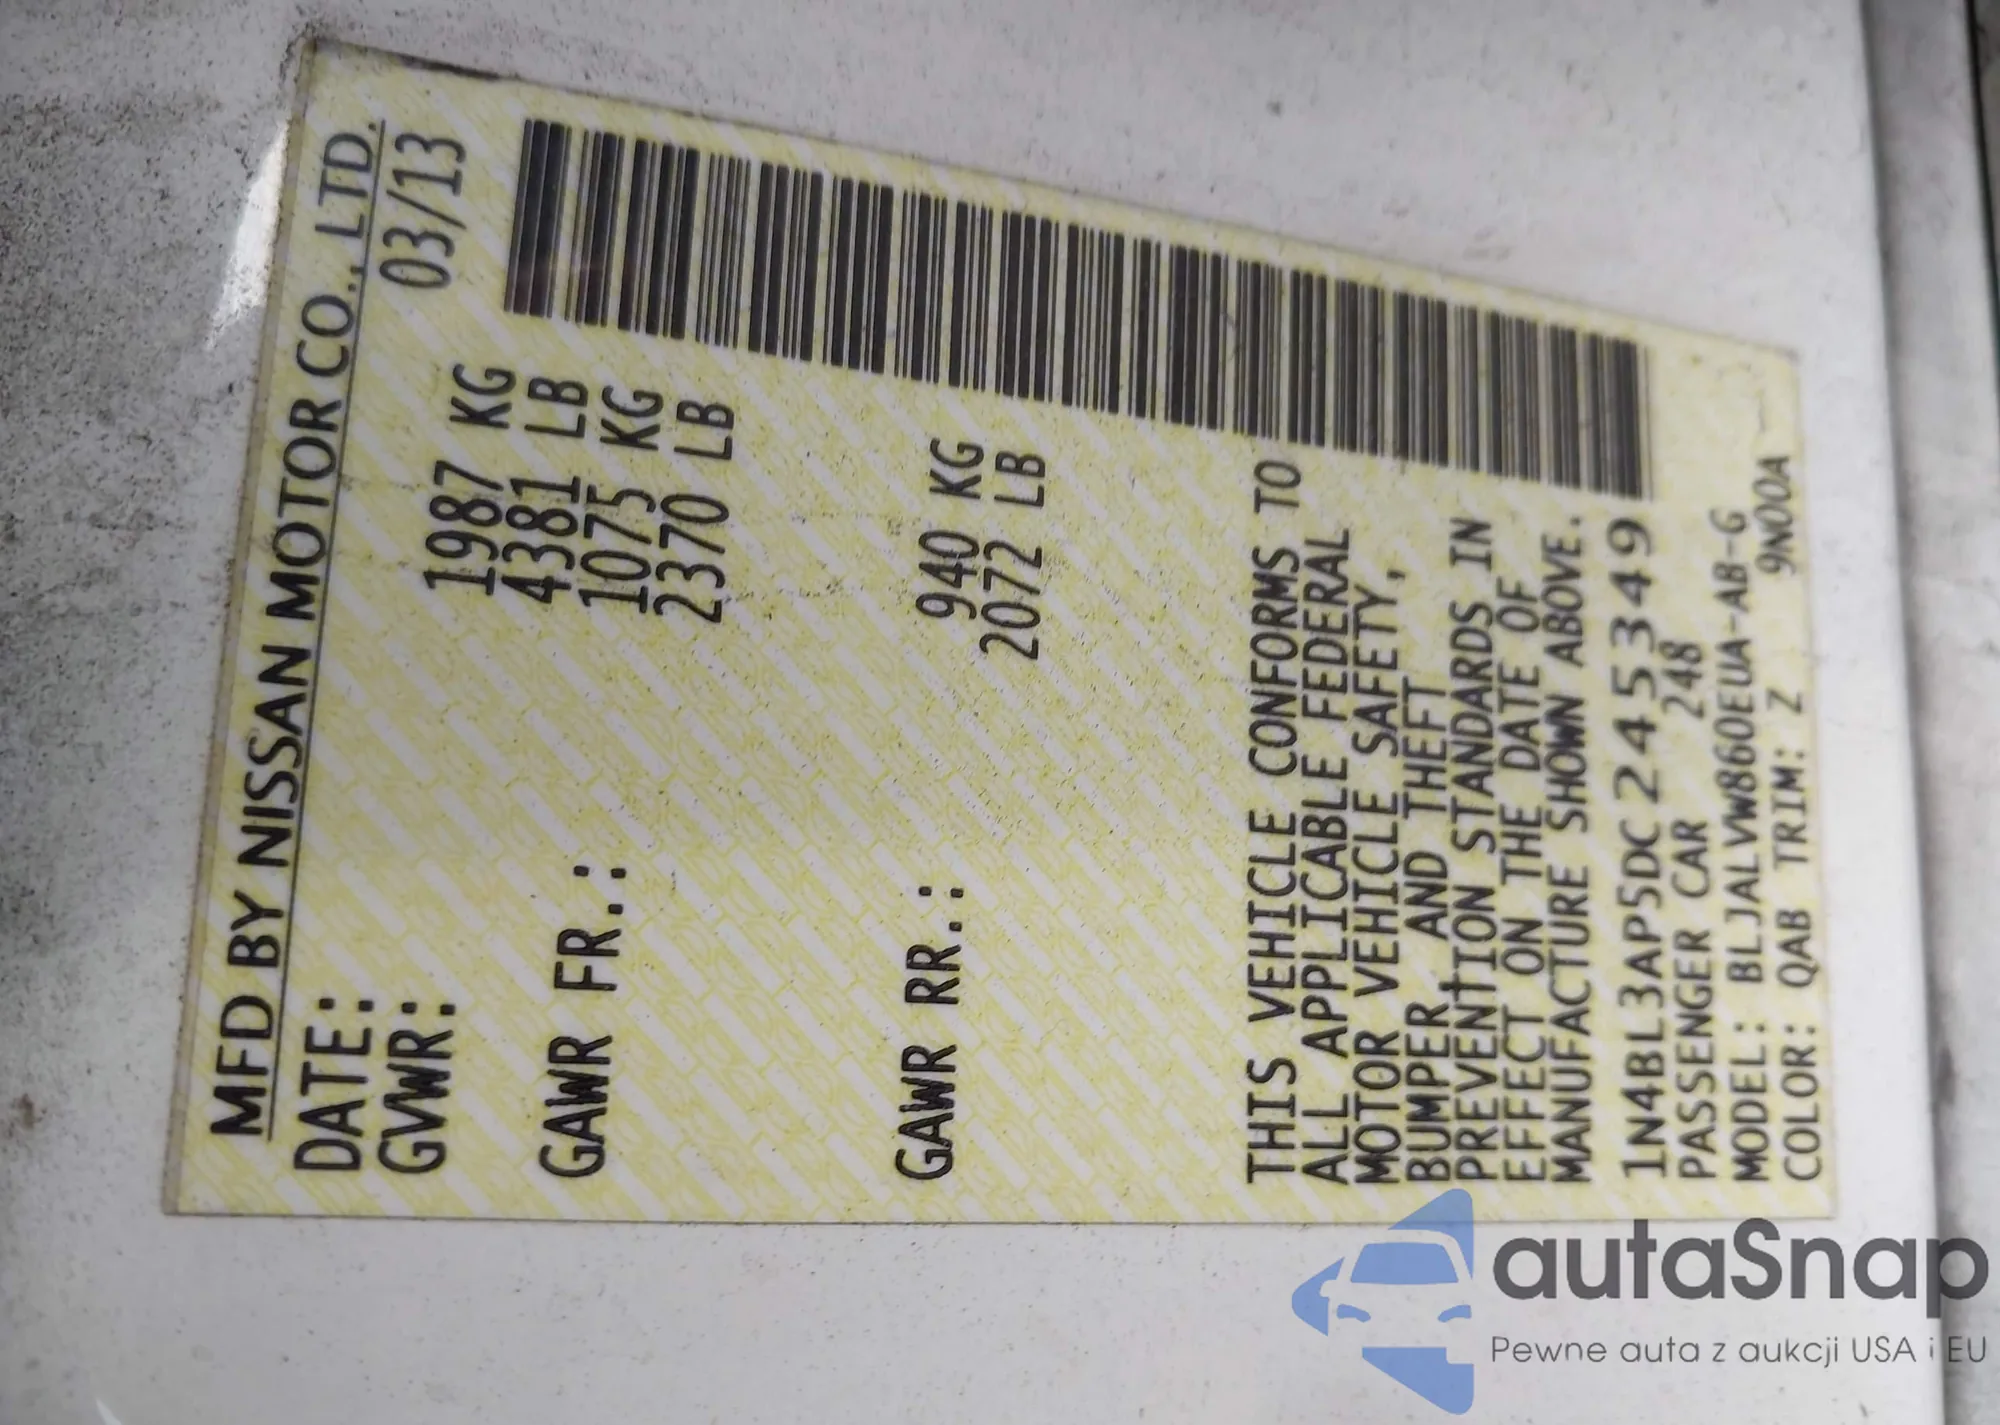 MFD BY NISSAN MOTOR CO., LTD.
DATE: 03/13
GVWR: 1987 KG
4381 LB
GAWR FR.: 1075 KG
2370 LB
GAWR RR.: 940 KG
2072 LB
THIS VEHICLE CONFORMS TO
ALL APPLICABLE FEDERAL
MOTOR VEHICLE SAFETY,
BUMPER, AND THEFT
PREVENTION STANDARDS IN
EFFECT ON THE DATE OF
MANUFACTURE SHOWN ABOVE.
1N4BL3AP5DC245349
PASSENGER CAR 248
MODEL: BLJALVW860EUA-AB-G
COLOR: QAB TRIM: Z 9N00A
autaSnap
Pewne auta z aukcji USA i EU